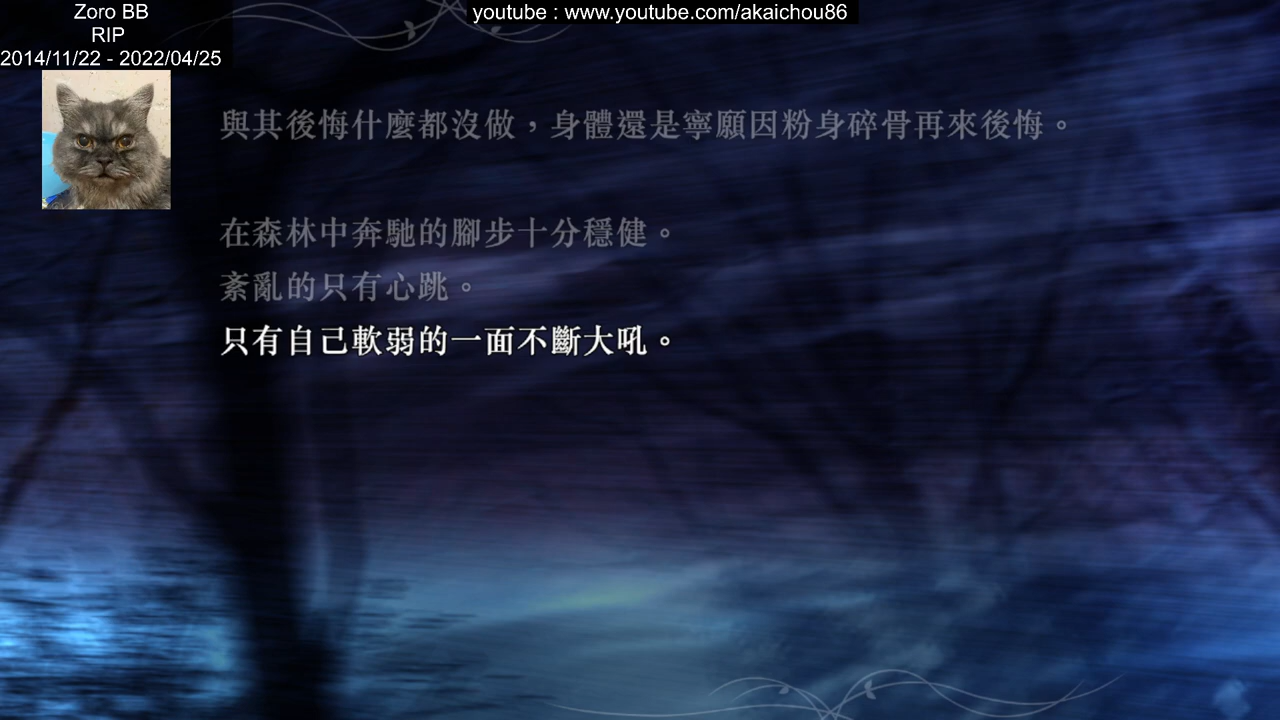 Zoro BB
RIP
2014/11/22 - 2022/04/25
youtube : www.youtube.com/akaichou86
與其後悔什麼都沒做，身體還是寧願因粉身碎骨再來後悔。
在森林中奔馳的腳步十分穩健。
紊亂的只有心跳。
只有自己軟弱的一面不斷大吼。